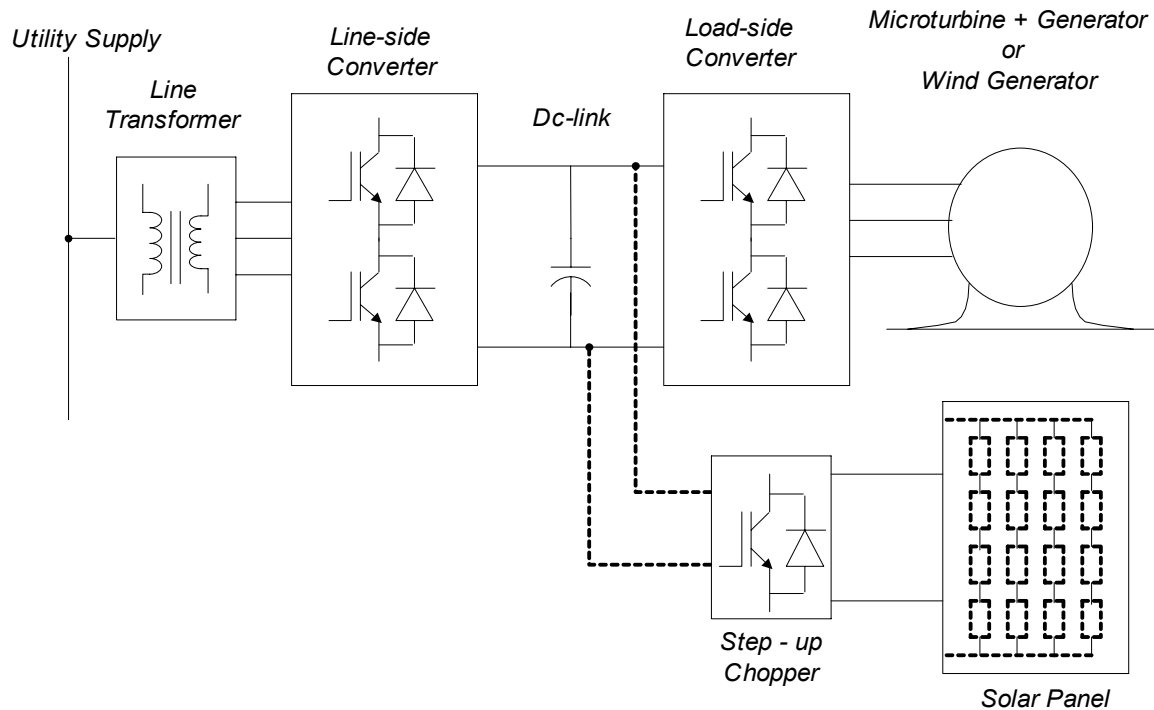 Utility Supply
Line
Transformer
Line-side
Converter
Dc-link
Load-side
Converter
Microturbine + Generator
or
Wind Generator
Step - up
Chopper
Solar Panel